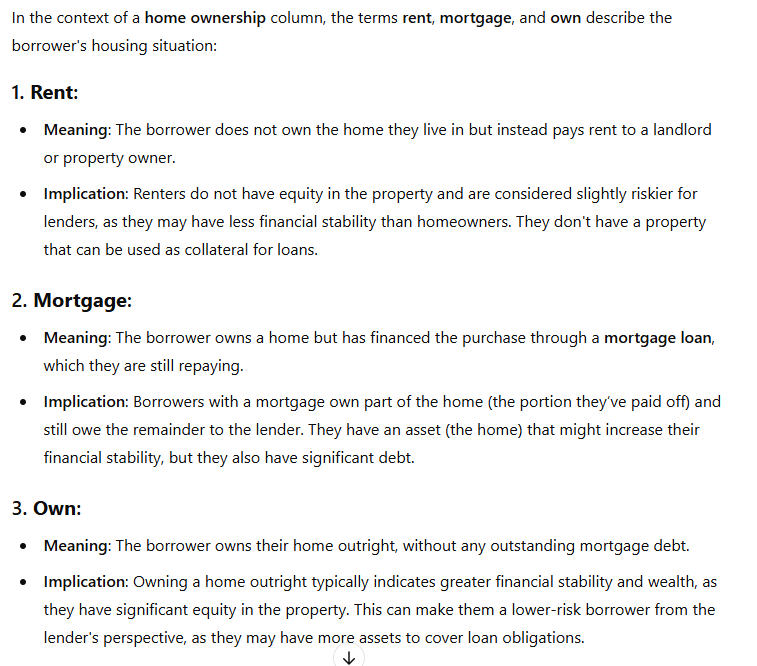 In the context of a home ownership column, the terms rent, mortgage, and own describe the
borrower's housing situation:
1. Rent:
• Meaning: The borrower does not own the home they live in but instead pays rent to a landlord
or property owner.
• Implication: Renters do not have equity in the property and are considered slightly riskier for
lenders, as they may have less financial stability than homeowners. They don't have a property
that can be used as collateral for loans.
2. Mortgage:
• Meaning: The borrower owns a home but has financed the purchase through a mortgage loan,
which they are still repaying.
• Implication: Borrowers with a mortgage own part of the home (the portion they've paid off) and
still owe the remainder to the lender. They have an asset (the home) that might increase their
financial stability, but they also have significant debt.
3. Own:
• Meaning: The borrower owns their home outright, without any outstanding mortgage debt.
• Implication: Owning a home outright typically indicates greater financial stability and wealth, as
they have significant equity in the property. This can make them a lower-risk borrower from the
lender's perspective, as they may have more assets to cover loan obligations.